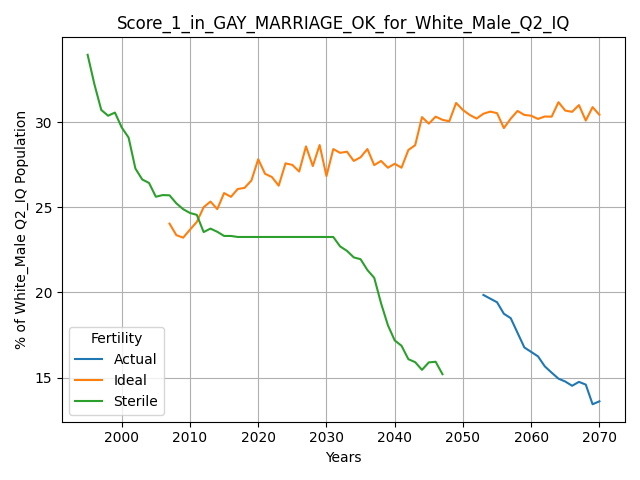 Score_1_in_GAY_MARRIAGE_OK_for_White_Male_Q2_IQ
% of White_Male Q2_IQ Population
30
25
20
15
Fertility
Actual
Ideal
Sterile
2000 2010 2020 2030 2040 2050 2060 2070
Years